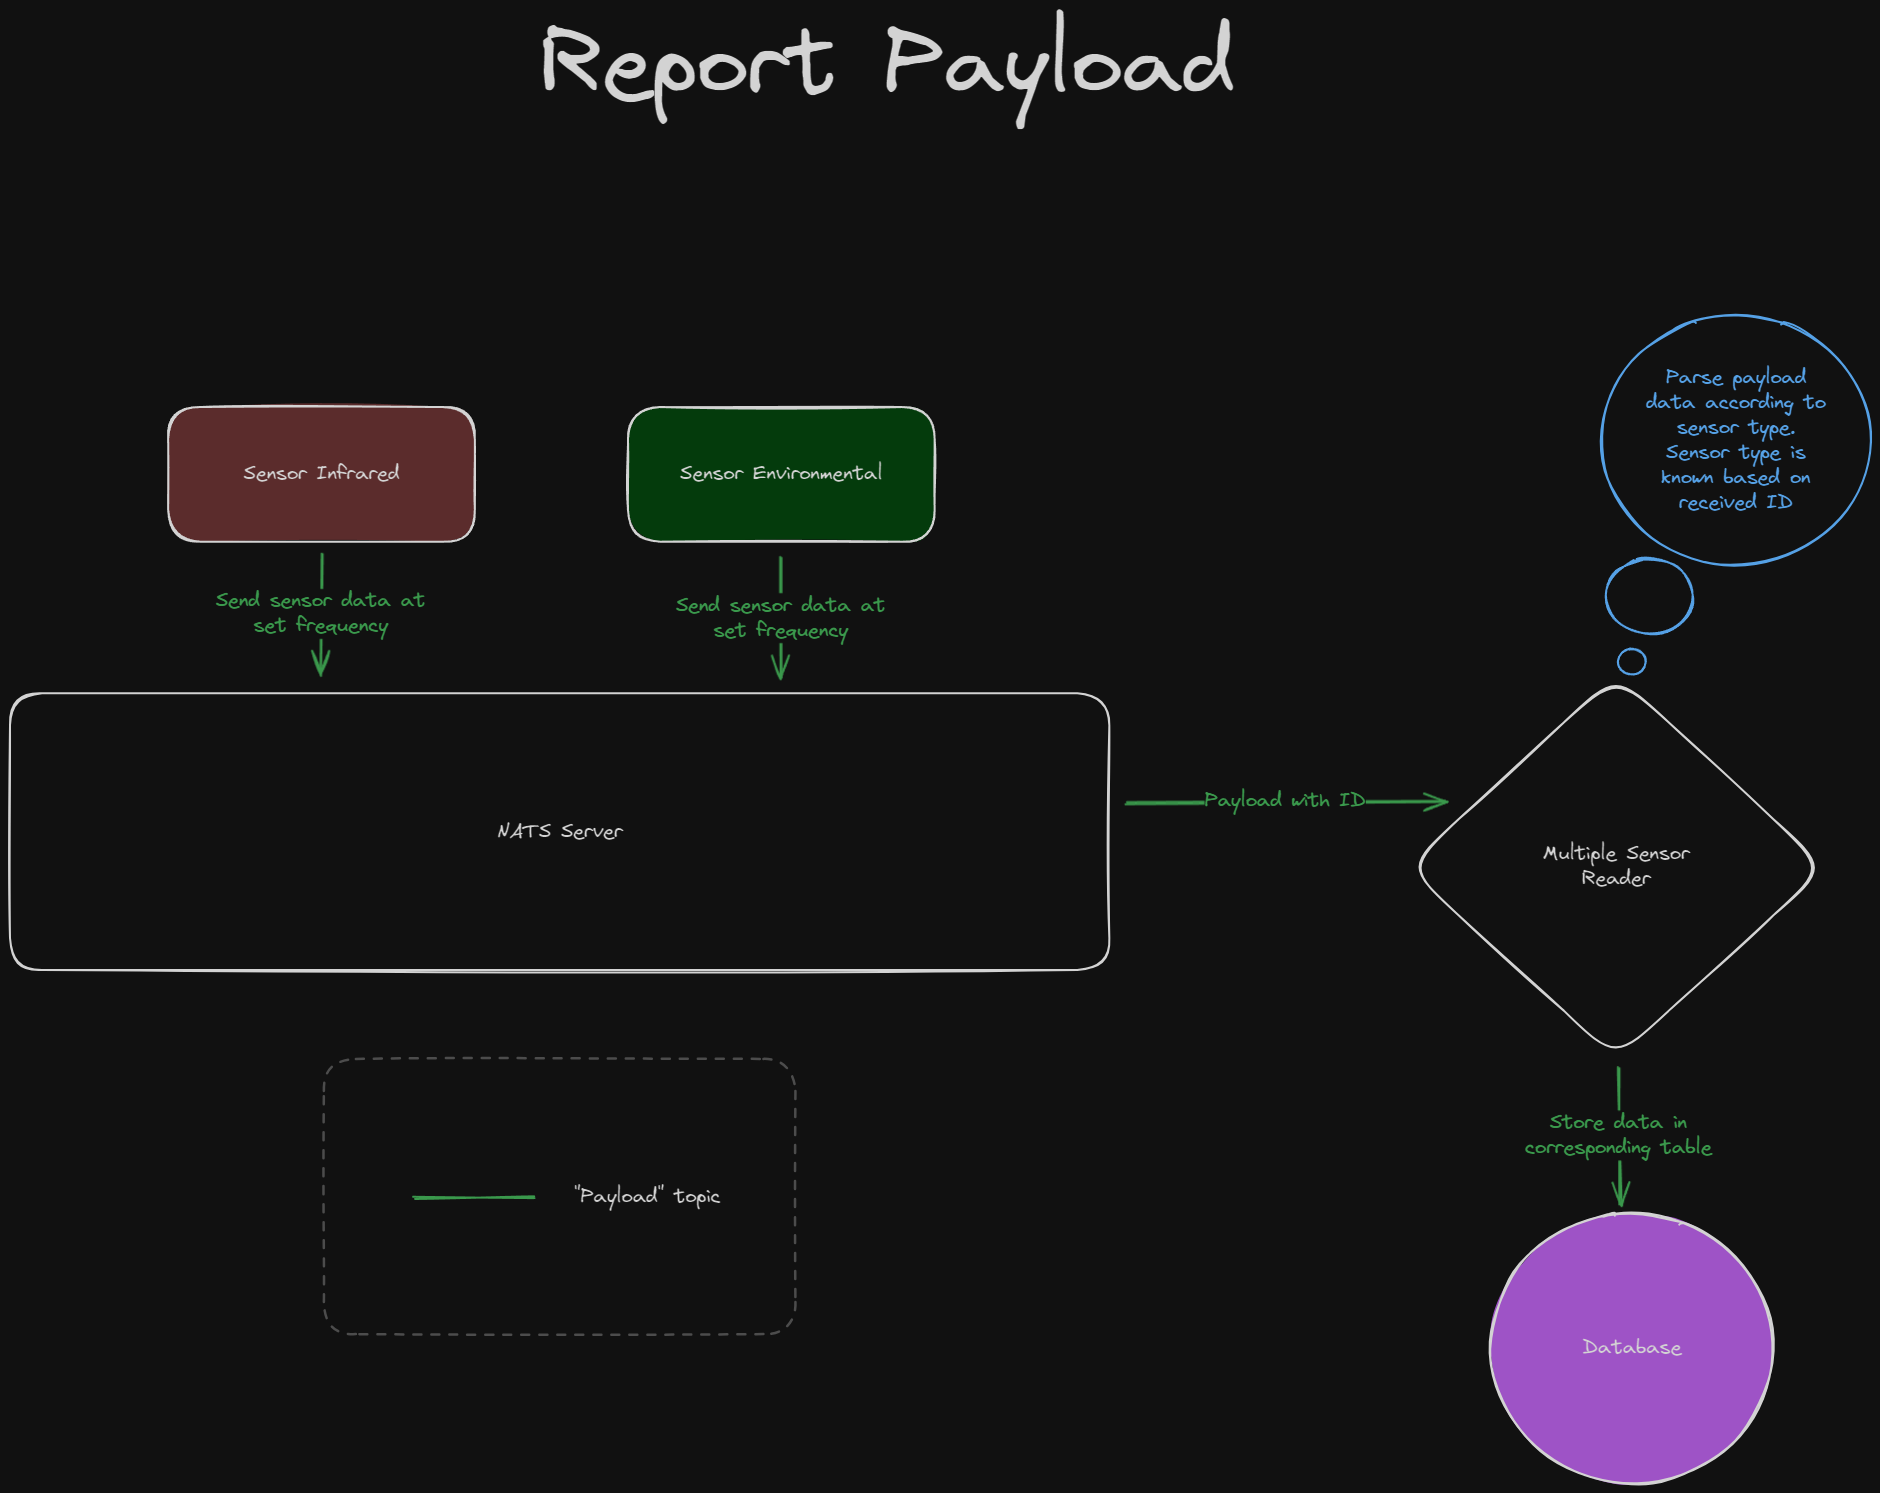 Report Payload
Parse payload
data according to
sensor type.
Sensor type is
known based on
received ID
Sensor Infrared
Sensor Environmental
Send sensor data at
set frequency
Send sensor data at
set frequency
NATS Server
Payload with ID
Multiple Sensor
Reader
Store data in
corresponding table
"Payload" topic
Database